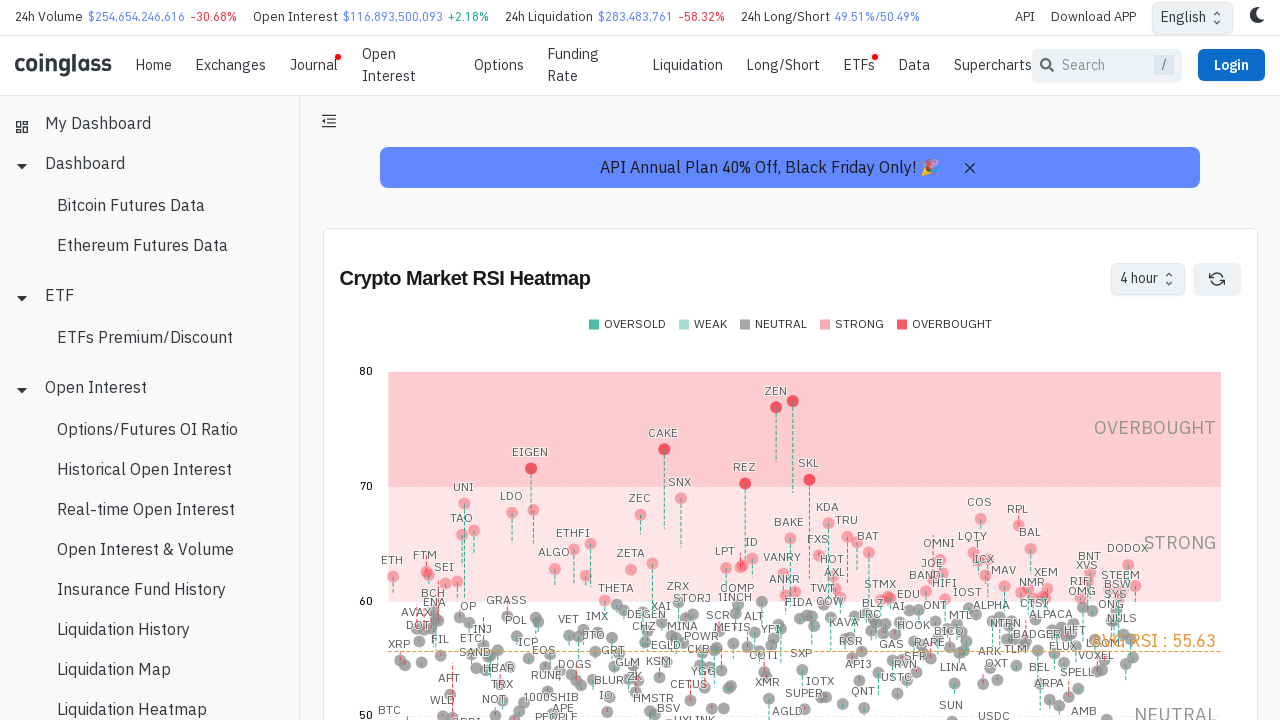 24h Volume $254,654,246,616 -30.68% Open Interest $116,893,500,093 +2.18% 24h Liquidation $283,483,761 -58.32% 24h Long/Short 49.51%/50.49% API Download APP English
coinglass Home Exchanges Journal Open Interest Options Funding Rate Liquidation Long/Short ETFs Data Supercharts Search / Login
My Dashboard
Dashboard
Bitcoin Futures Data
Ethereum Futures Data
ETF
ETFs Premium/Discount
Open Interest
Options/Futures OI Ratio
Historical Open Interest
Real-time Open Interest
Open Interest & Volume
Insurance Fund History
Liquidation History
Liquidation Map
Liquidation Heatmap
API Annual Plan 40% Off, Black Friday Only! 🎉
Crypto Market RSI Heatmap 4 hour
OVERSOLD WEAK NEUTRAL STRONG OVERBOUGHT
80
ZEN
OVERBOUGHT
CAKE
EIGEN
REZ SKL
70
UNI LDO ZEC SNX COS
TAO KDA TRU RPL
BAKE BAT BAL
ETHFI FXS OMNI LQTY
STRONG
ETH FTM ALGO ZETA LPT ID VANRY HOT JOE ICX BNT DODOX
SEI AXL BAND MAV XEM XVS STEEM
BCH THETA ZRX COMP ANKR TWT STMX HIFI NMR RIF BSW
60
ENA GRASS STORJ 1INCH FIDA COW BLZ EDU IOST CTSI OMG SYS
AVAX OP XAI AI ONT ALPHA ONG
DOT POL VET IMX DEGEN SCR ALT KAVA LRC MTL ALPACA NULS
INJ CHZ MINA METIS YFI HOOK BICO NTRN HFT
XRP FIL ETC ICP JTO EGLD POWR RSR GAS RARE BADGER
AVG RSI : 55.63
SAND EOS GRT CKB COTI SXP SFP ARK TLM FLUX VOXEL
HBAR DOGS GLM KSM API3 RVN LINA OXT BEL SPELL
APT TRX RUNE BLUR YGG XMR IOTX USTC ARPA
WLD NOT 1000SHIB IO HMSTR CETUS SUPER QNT SUN
BTC APE BSV AGLD AMB
50
PEOPLE UXLINK USDC
NEUTRAL